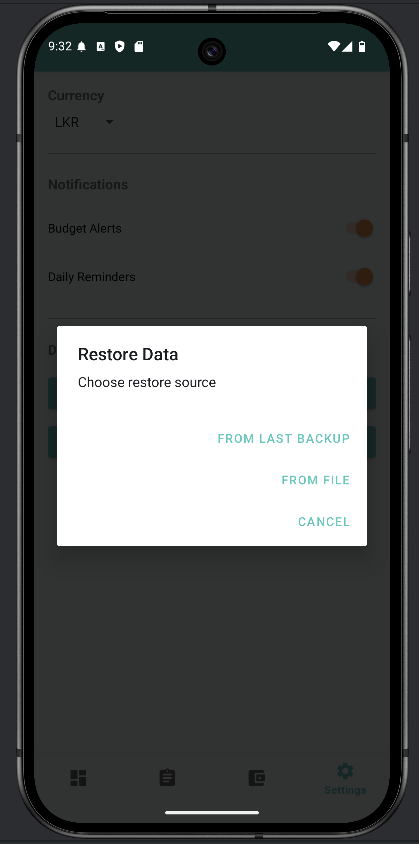 9:32
Currency
LKR
Notifications
Budget Alerts
Daily Reminders
D
Restore Data
Choose restore source
FROM LAST BACKUP
FROM FILE
CANCEL
Settings